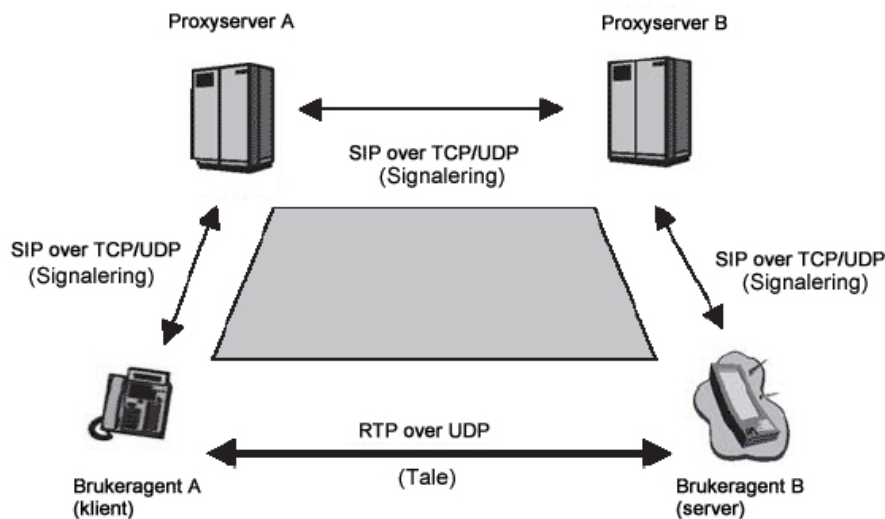 Proxyserver A
Proxyserver B
SIP over TCP/UDP
(Signalering)
SIP over TCP/UDP
(Signalering)
SIP over TCP/UDP
(Signalering)
RTP over UDP
(Tale)
Brukeragent A
(klient)
Brukeragent B
(server)